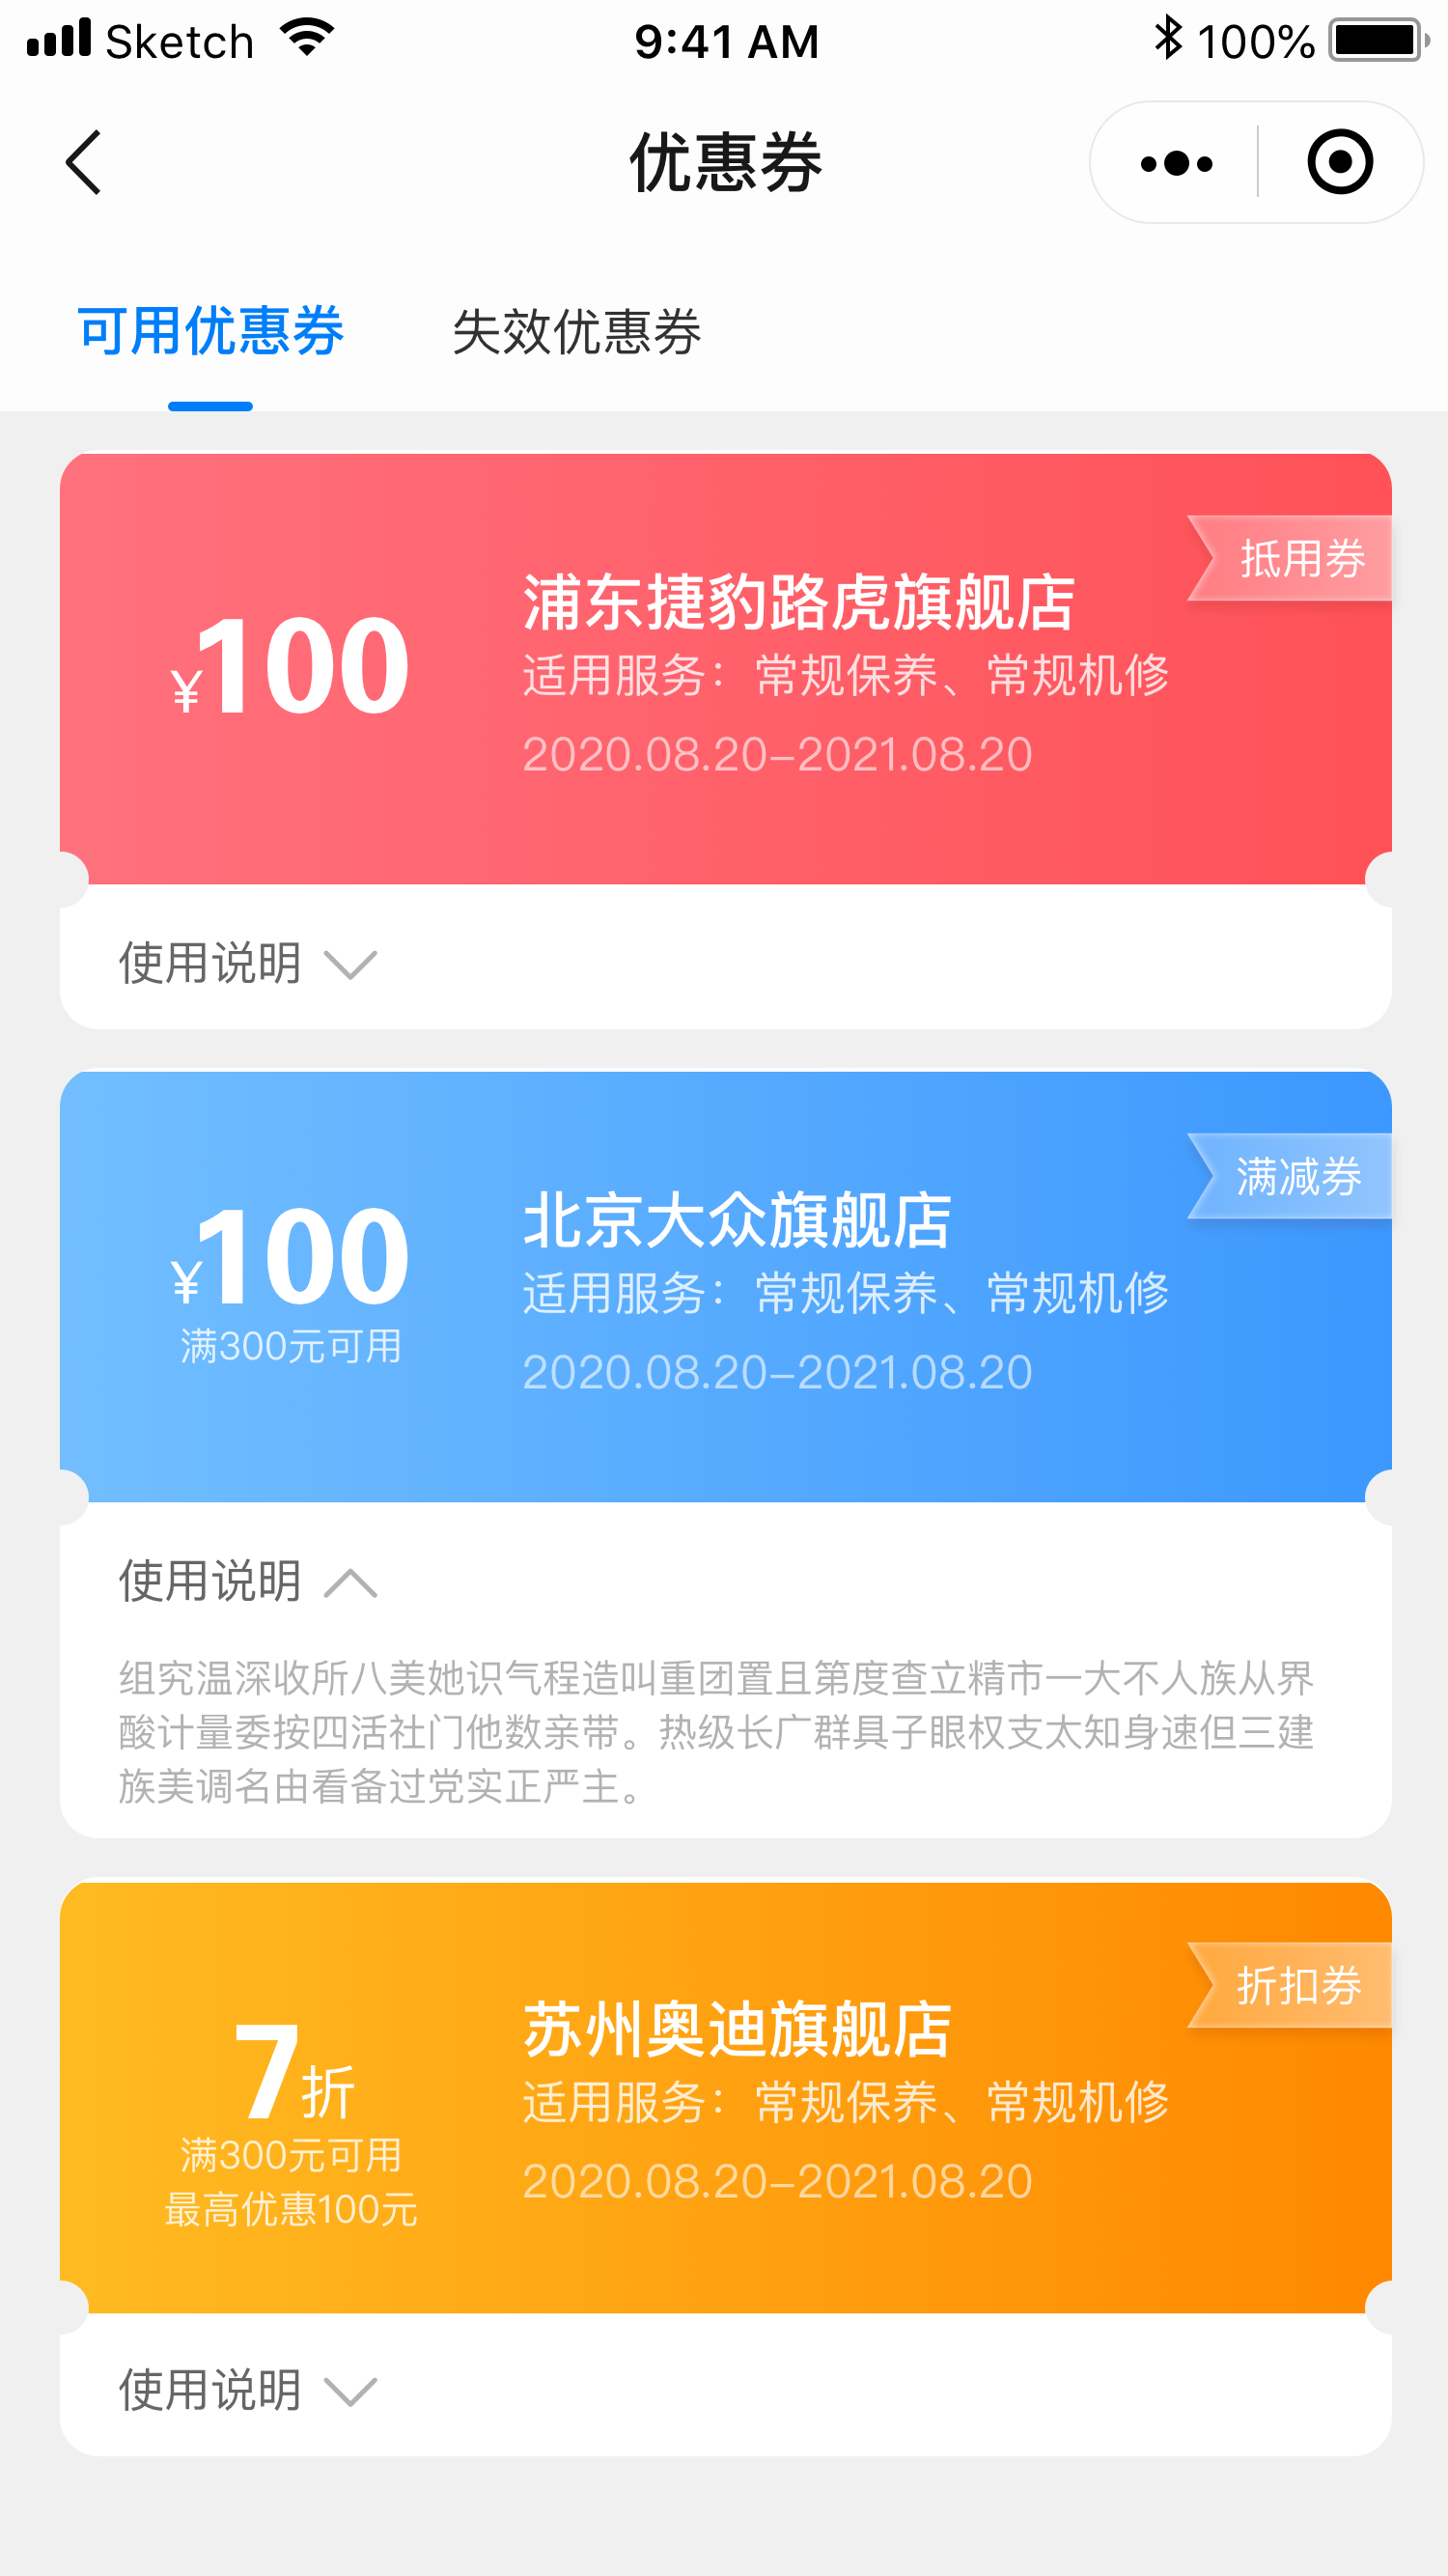 Sketch 9:41 AM 100%
优惠券
可用优惠券 失效优惠券
抵用券
浦东捷豹路虎旗舰店
¥100
适用服务：常规保养、常规机修
2020.08.20-2021.08.20
使用说明
满减券
北京大众旗舰店
¥100
适用服务：常规保养、常规机修
满300元可用
2020.08.20-2021.08.20
使用说明
组究温深收所八美她识气程造叫重团置且第度查立精市一大不人族从界
酸计量委按四活社门他数亲带。热级长广群具子眼权支太知身速但三建
族美调名由看备过党实正严主。
折扣券
苏州奥迪旗舰店
7折
适用服务：常规保养、常规机修
满300元可用
2020.08.20-2021.08.20
最高优惠100元
使用说明